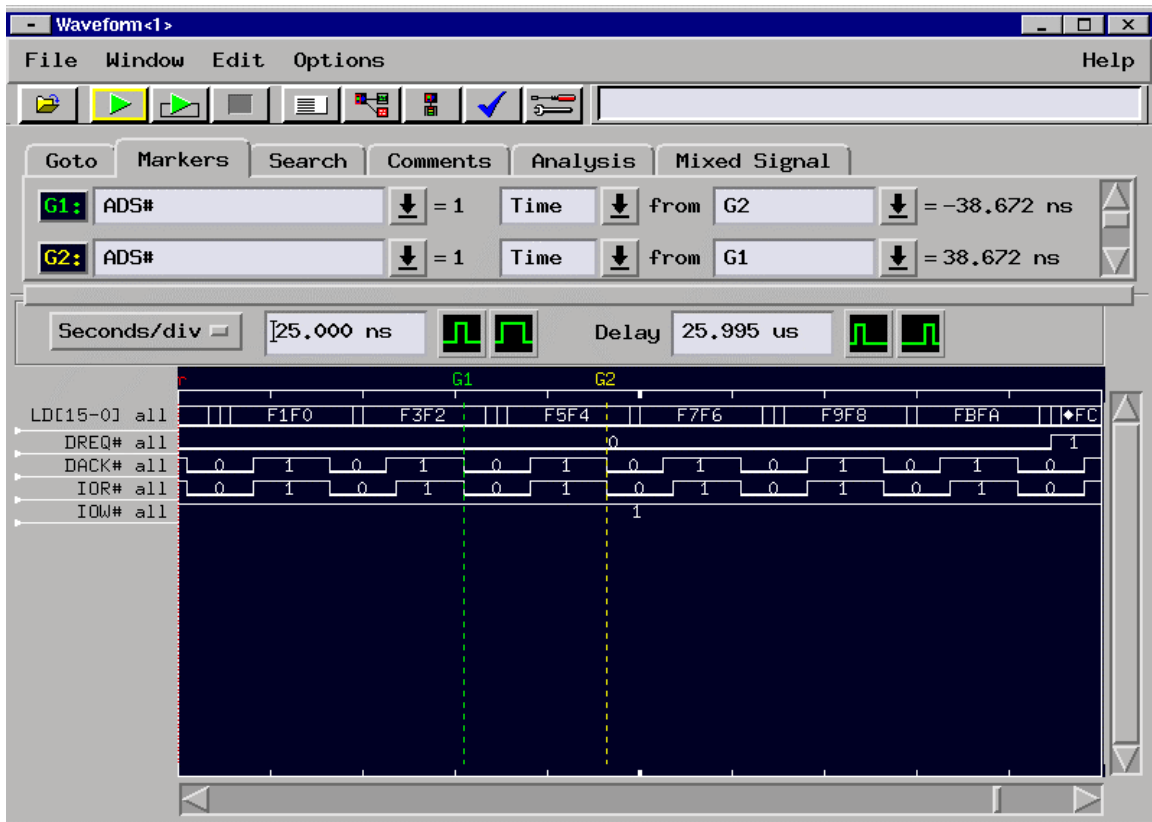 Waveform<1>
File Window Edit Options Help
Goto Markers Search Comments Analysis Mixed Signal
G1: ADS# = 1 Time from G2 = -38.672 ns
G2: ADS# = 1 Time from G1 = 38.672 ns
Seconds/div 25.000 ns Delay 25.995 us
r G1 G2
LD[15-0] all F1F0 F3F2 F5F4 F7F6 F9F8 FBFA ◆FC
DREQ# all 0 1
DACK# all 0 1 0 1 0 1 0 1 0 1 0 1 0
IOR# all 0 1 0 1 0 1 0 1 0 1 0 1 0
IOW# all 1